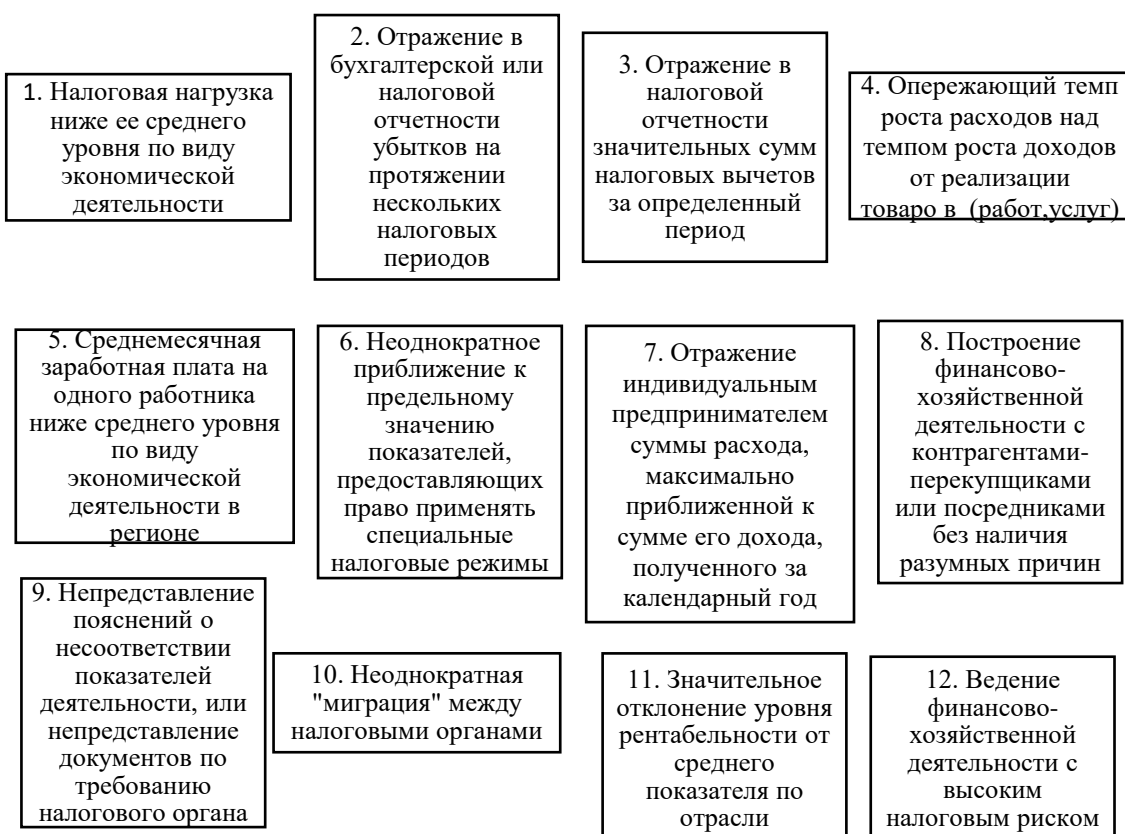 1. Налоговая нагрузка
ниже ее среднего
уровня по виду
экономической
деятельности
2. Отражение в
бухгалтерской или
налоговой
отчетности
убытков на
протяжении
нескольких
налоговых
периодов
3. Отражение в
налоговой
отчетности
значительных сумм
налоговых вычетов
за определенный
период
4. Опережающий темп
роста расходов над
темпом роста доходов
от реализации
товаро в (работ,услуг)
5. Среднемесячная
заработная плата на
одного работника
ниже среднего уровня
по виду
экономической
деятельности в
регионе
6. Неоднократное
приближение к
предельному
значению
показателей,
предоставляющих
право применять
специальные
налоговые режимы
7. Отражение
индивидуальным
предпринимателем
суммы расхода,
максимально
приближенной к
сумме его дохода,
полученного за
календарный год
8. Построение
финансово-
хозяйственной
деятельности с
контрагентами-
перекупщиками
или посредниками
без наличия
разумных причин
9. Непредставление
пояснений о
несоответствии
показателей
деятельности, или
непредставление
документов по
требованию
налогового органа
10. Неоднократная
"миграция" между
налоговыми органами
11. Значительное
отклонение уровня
рентабельности от
среднего
показателя по
отрасли
12. Ведение
финансово-
хозяйственной
деятельности с
высоким
налоговым риском